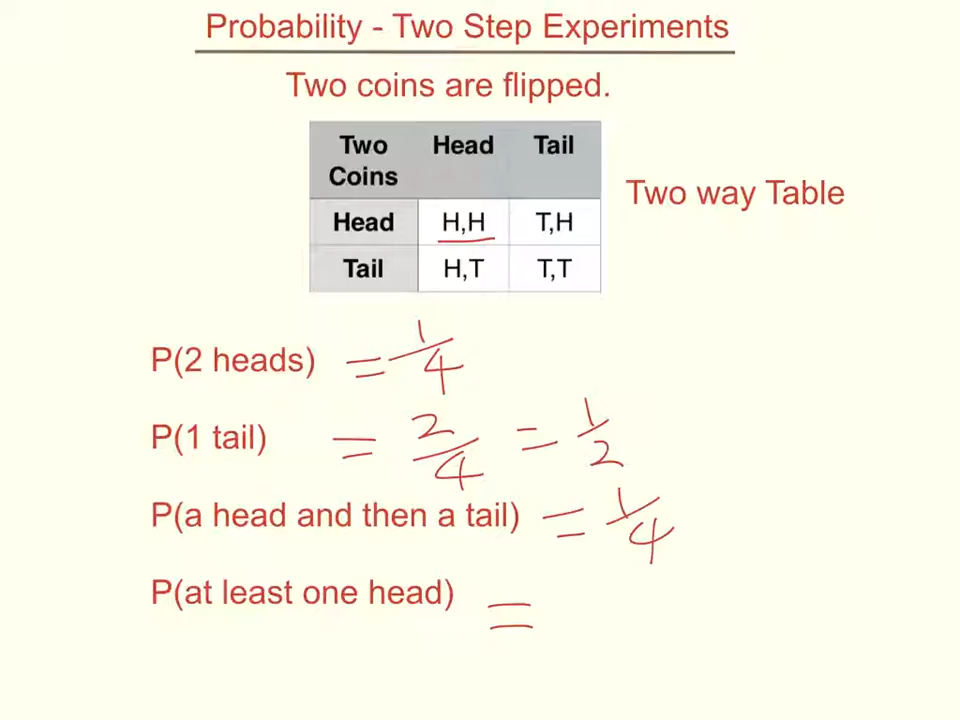 Probability - Two Step Experiments
Two coins are flipped.
Two Coins Head Tail
Head H,H T,H
Tail H,T T,T
Two way Table
P(2 heads) = 1/4
P(1 tail) = 2/4 = 1/2
P(a head and then a tail) = 1/4
P(at least one head) =